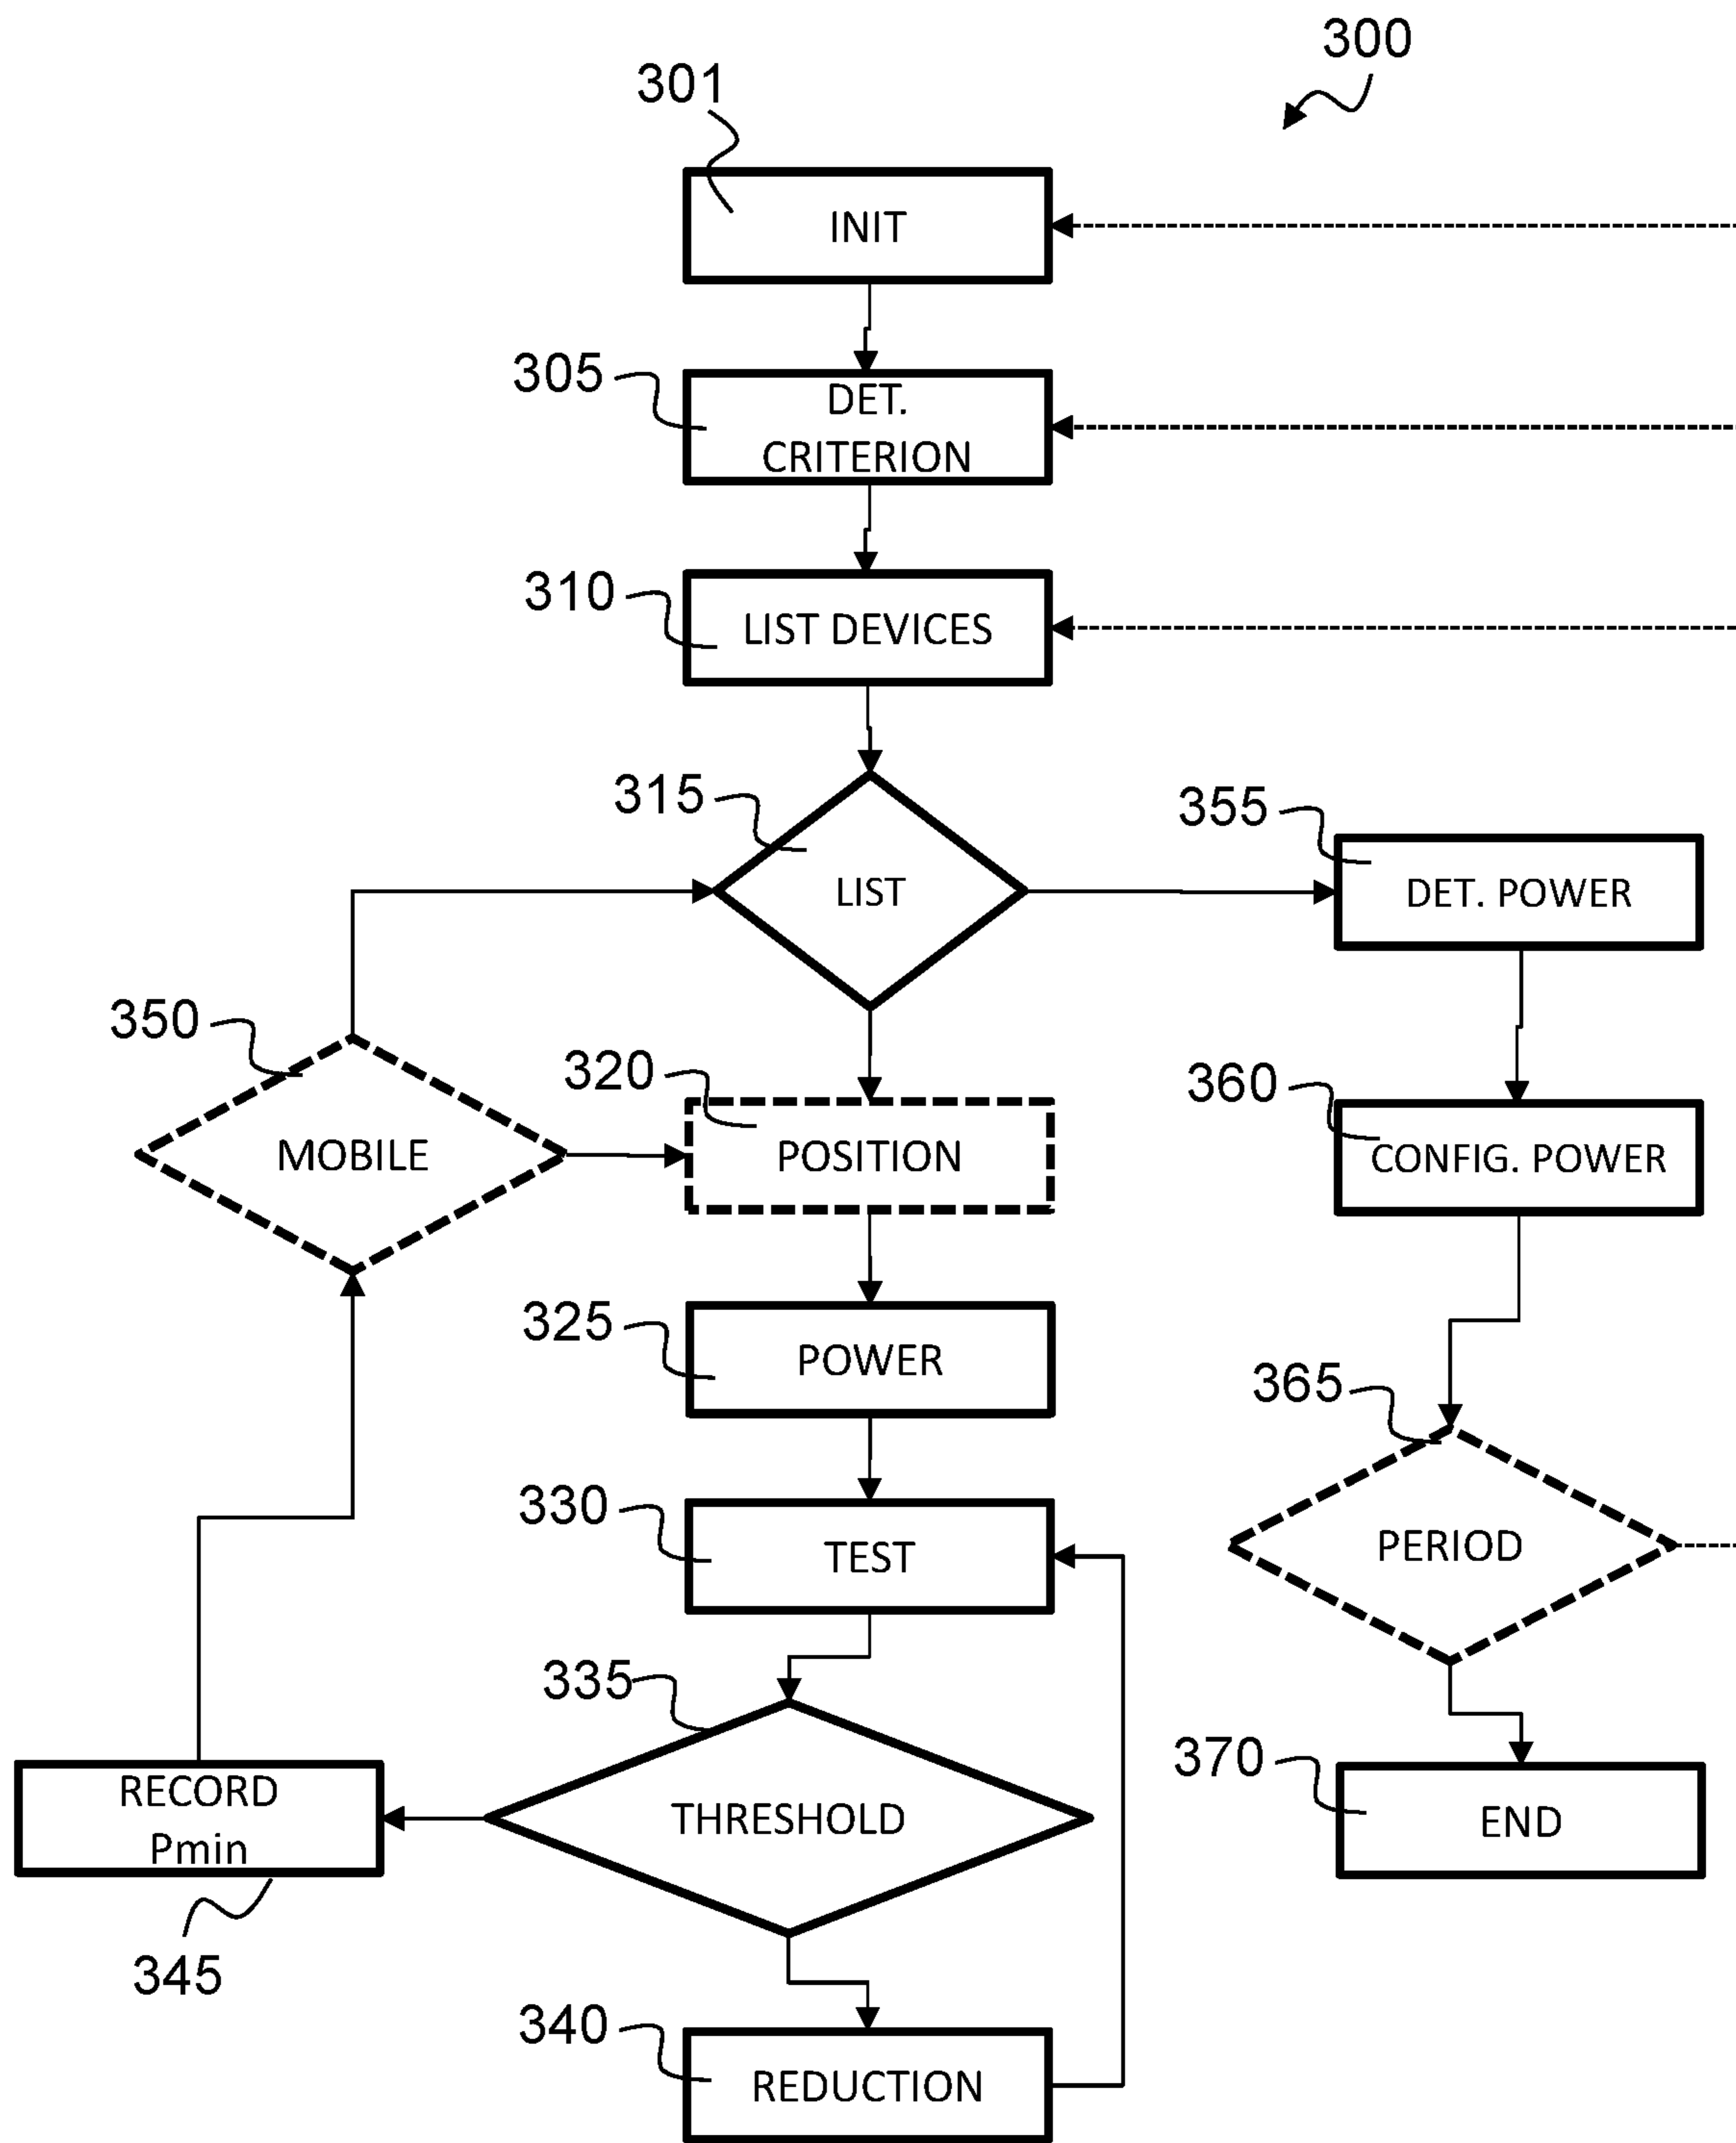 300
301
INIT
305
DET.
CRITERION
310
LIST DEVICES
315
LIST
355
DET. POWER
350
MOBILE
320
POSITION
360
CONFIG. POWER
325
POWER
365
PERIOD
330
TEST
335
THRESHOLD
RECORD
Pmin
345
370
END
340
REDUCTION